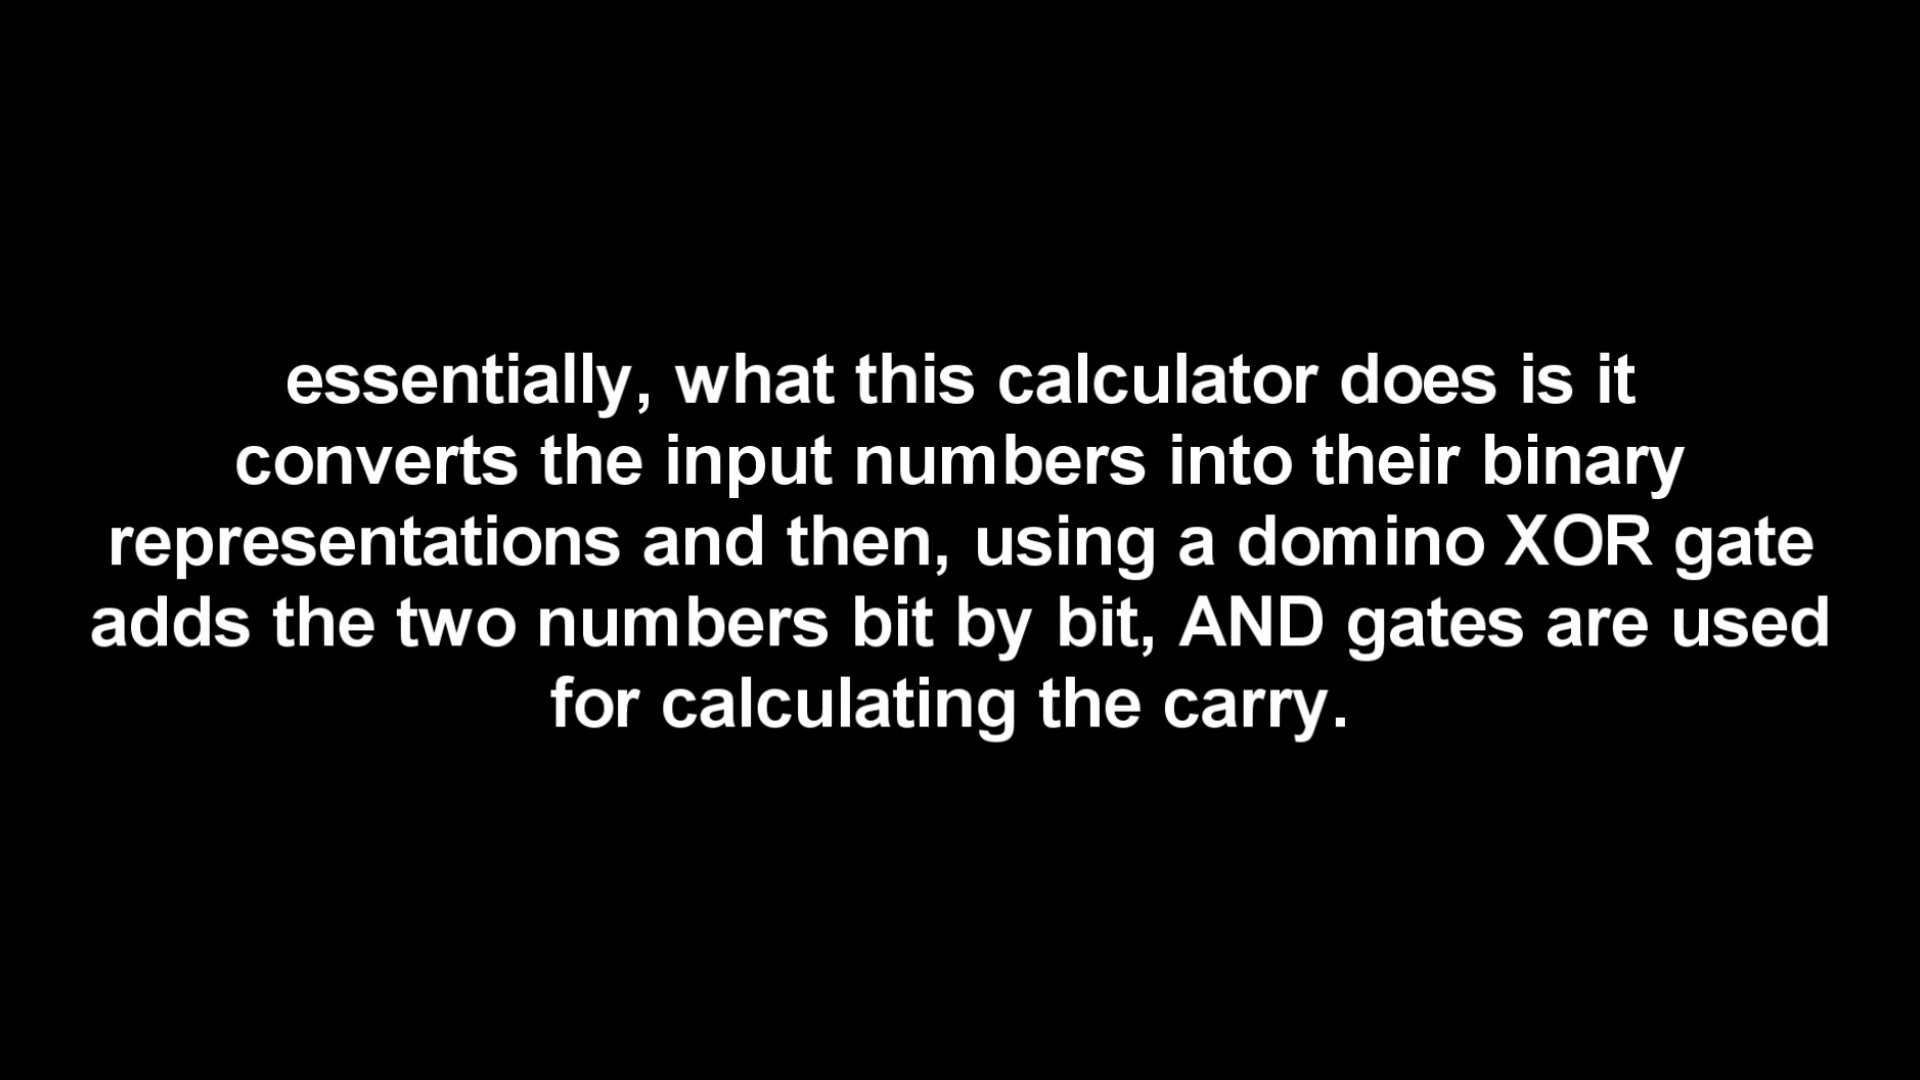 essentially, what this calculator does is it
converts the input numbers into their binary
representations and then, using a domino XOR gate
adds the two numbers bit by bit, AND gates are used
for calculating the carry.